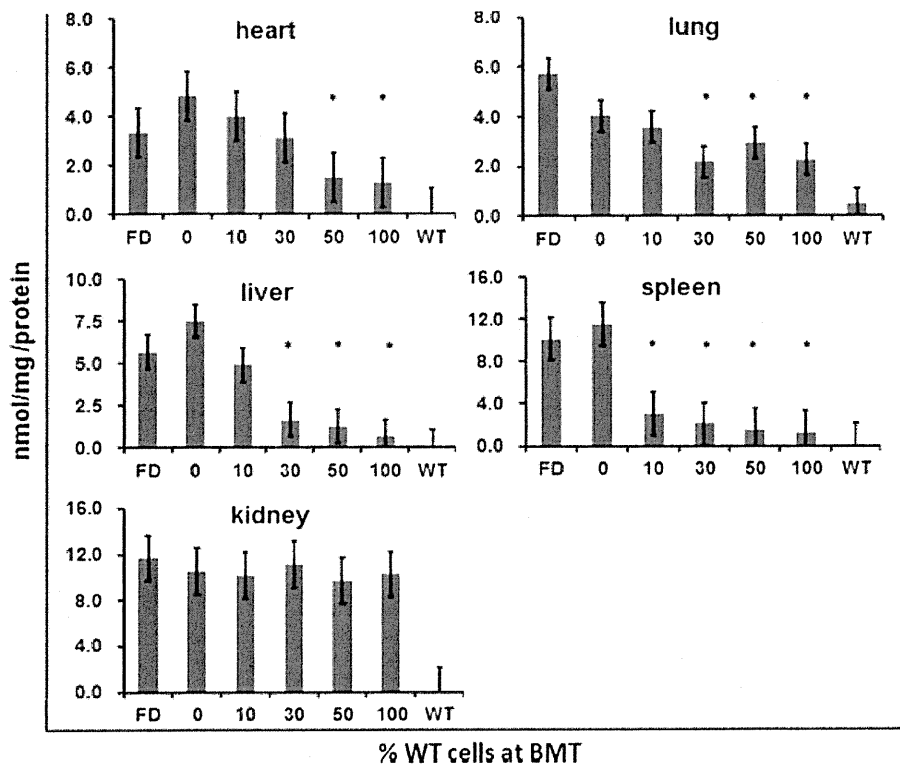 heart
8.0
6.0
4.0
2.0
0.0
* *
FD 0 10 30 50 100 WT
lung
8.0
6.0
4.0
2.0
0.0
* * *
FD 0 10 30 50 100 WT
liver
10.0
7.5
5.0
2.5
0.0
* * *
FD 0 10 30 50 100 WT
spleen
16.0
12.0
8.0
4.0
0.0
* * * *
FD 0 10 30 50 100 WT
kidney
16.0
12.0
8.0
4.0
0.0
FD 0 10 30 50 100 WT
nmol/mg/protein
% WT cells at BMT